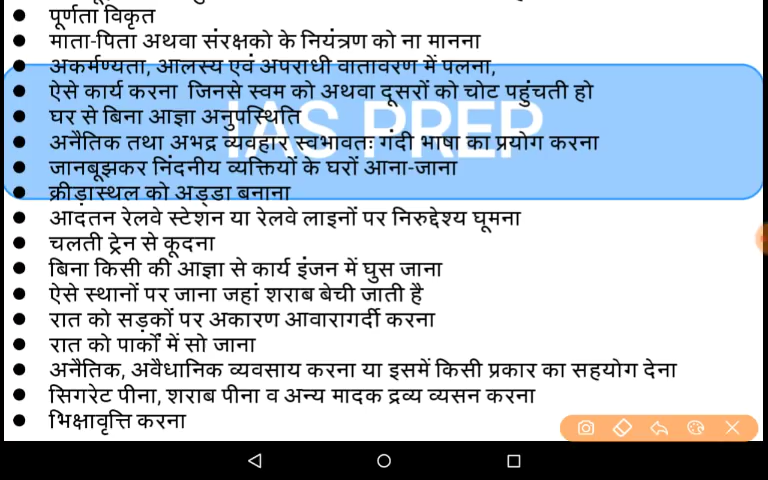 ● पूर्णता विकृत
● माता-पिता अथवा संरक्षको के नियंत्रण को ना मानना
● अकर्मण्यता, आलस्य एवं अपराधी वातावरण में पलना,
● ऐसे कार्य करना जिनसे स्वम को अथवा दूसरों को चोट पहुंचती हो
● घर से बिना आज्ञा अनुपस्थिति
IAS PREP
● अनैतिक तथा अभद्र व्यवहार स्वभावतः गंदी भाषा का प्रयोग करना
● जानबूझकर निंदनीय व्यक्तियों के घरों आना-जाना
● क्रीड़ास्थल को अड्डा बनाना
● आदतन रेलवे स्टेशन या रेलवे लाइनों पर निरुद्देश्य घूमना
● चलती ट्रेन से कूदना
● बिना किसी की आज्ञा से कार्य इंजन में घुस जाना
● ऐसे स्थानों पर जाना जहां शराब बेची जाती है
● रात को सड़कों पर अकारण आवारागर्दी करना
● रात को पार्कों में सो जाना
● अनैतिक, अवैधानिक व्यवसाय करना या इसमें किसी प्रकार का सहयोग देना
● सिगरेट पीना, शराब पीना व अन्य मादक द्रव्य व्यसन करना
● भिक्षावृत्ति करना